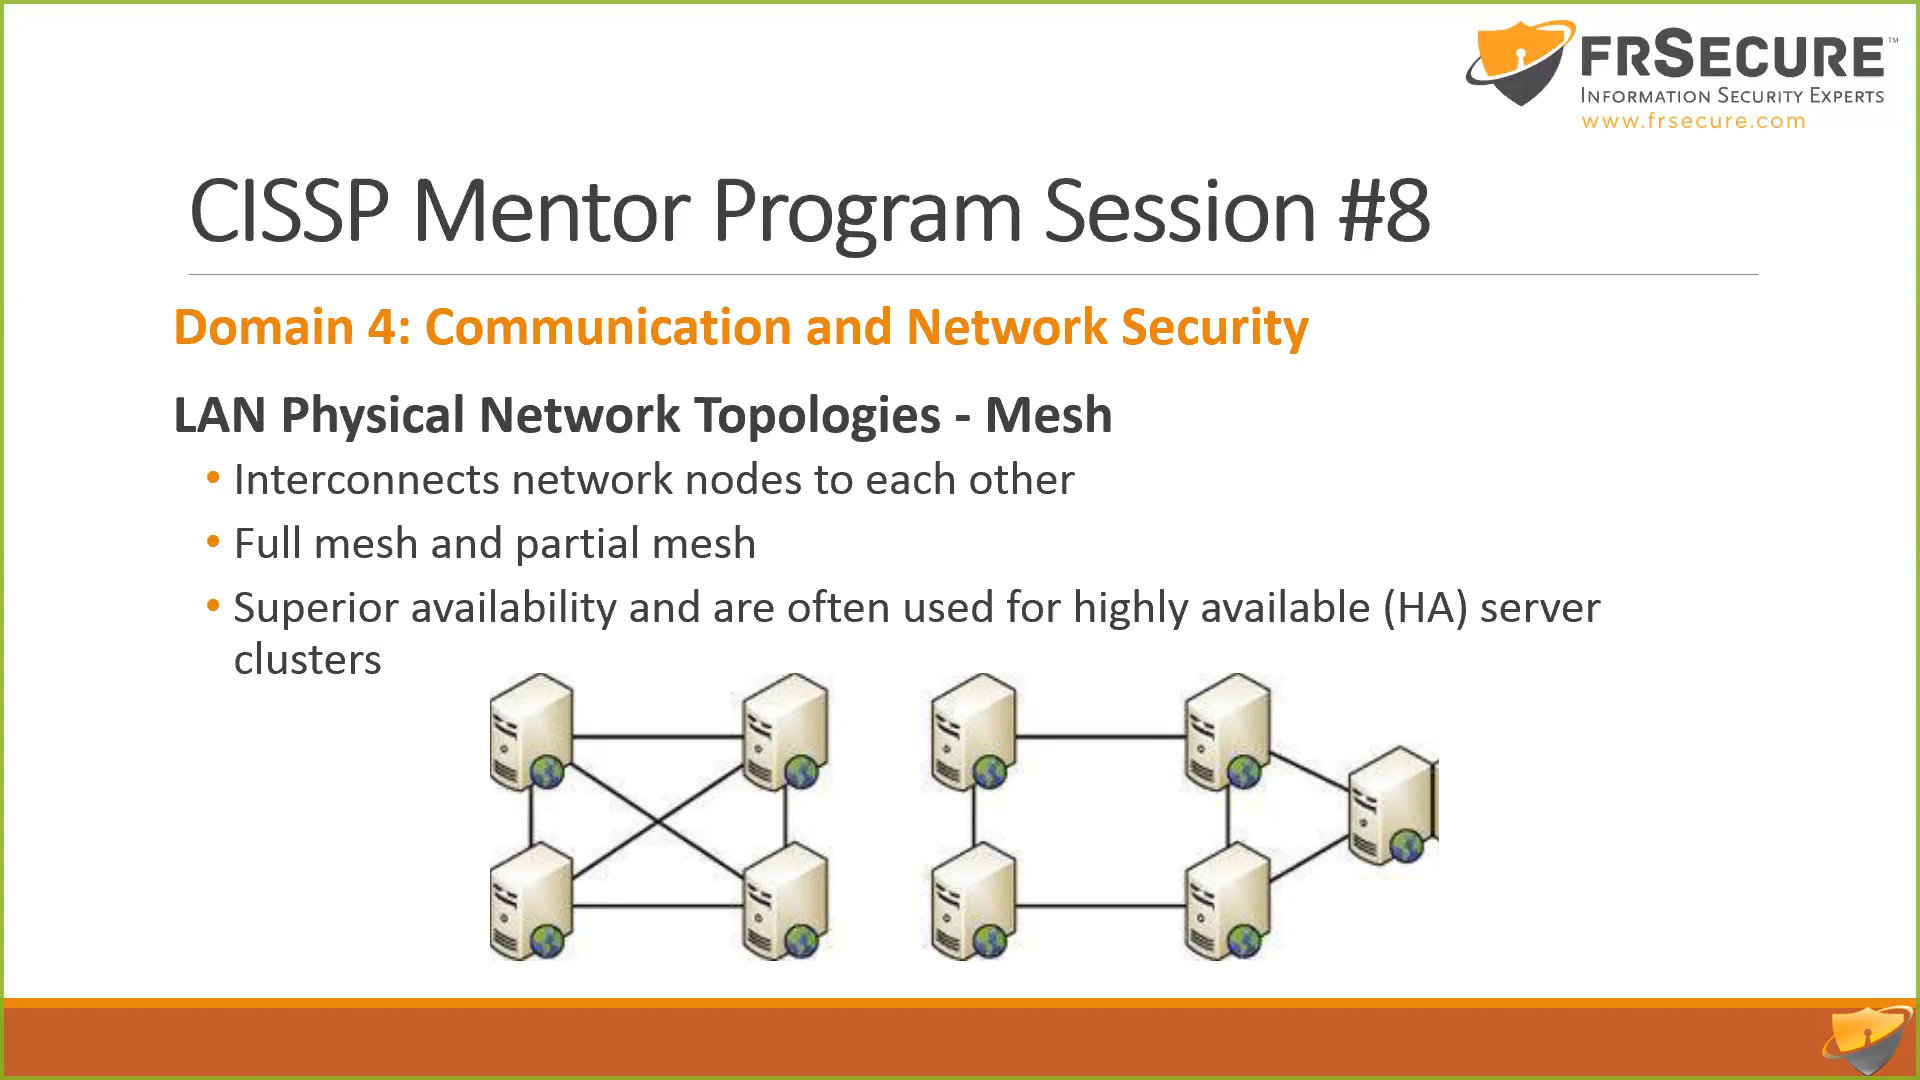 FRSECURE™
INFORMATION SECURITY EXPERTS
www.frsecure.com
CISSP Mentor Program Session #8
Domain 4: Communication and Network Security
LAN Physical Network Topologies - Mesh
• Interconnects network nodes to each other
• Full mesh and partial mesh
• Superior availability and are often used for highly available (HA) server
clusters